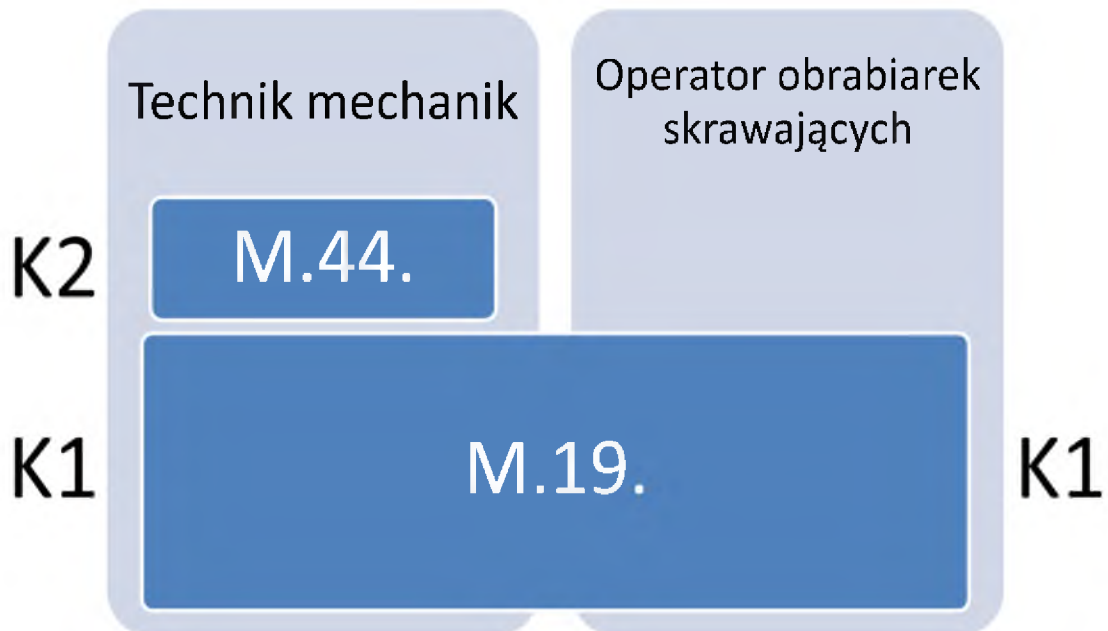 Technik mechanik
Operator obrabiarek
skrawających
K2
M.44.
K1
M.19.
K1